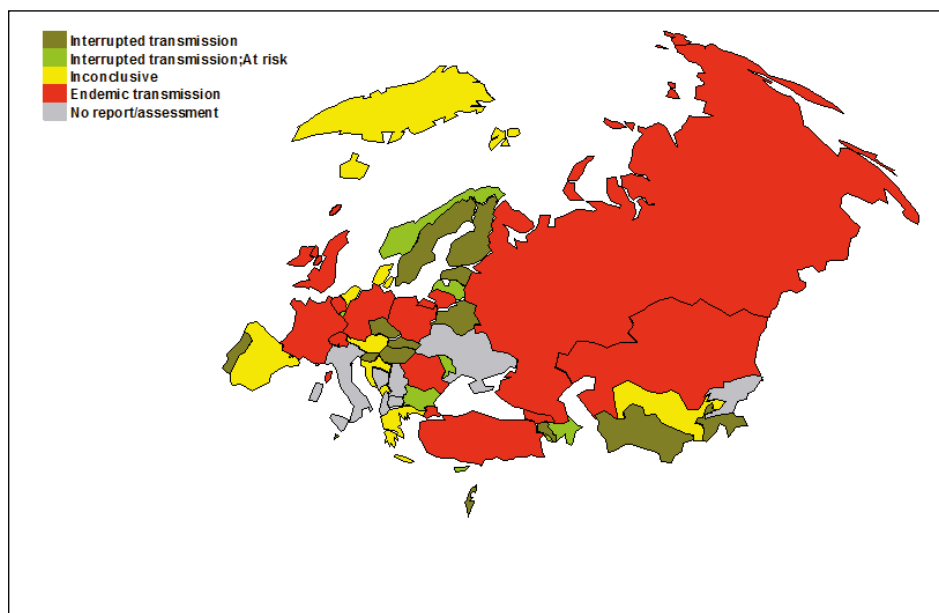 Interrupted transmission
Interrupted transmission;At risk
Inconclusive
Endemic transmission
No report/assessment